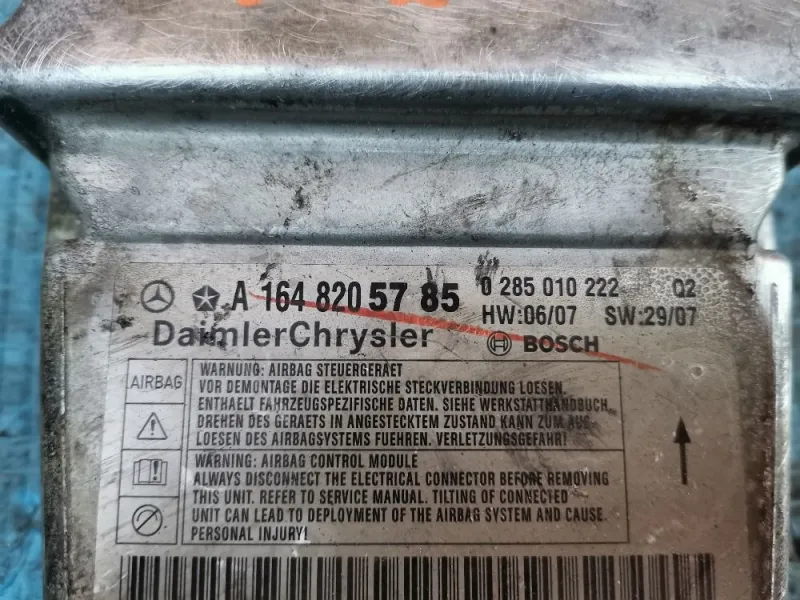 A 164 820 57 85 0 285 010 222 Q2
HW:06/07 SW:29/07
DaimlerChrysler BOSCH
AIRBAG
WARNUNG: AIRBAG STEUERGERAET
VOR DEMONTAGE DIE ELEKTRISCHE STECKVERBINDUNG LOESEN.
ENTHAELT FAHRZEUGSPEZIFISCHE DATEN. SIEHE WERKSTATTHANDBUCH.
DREHEN DES GERAETS IN ANGESTECKTEM ZUSTAND KANN ZUM
LOESEN DES AIRBAGSYSTEMS FUEHREN. VERLETZUNGSGEFAHR!
WARNING: AIRBAG CONTROL MODULE
ALWAYS DISCONNECT THE ELECTRICAL CONNECTOR BEFORE REMOVING
THIS UNIT. REFER TO SERVICE MANUAL. TILTING OF CONNECTED
UNIT CAN LEAD TO DEPLOYMENT OF THE AIRBAG SYSTEM AND CAUSE.
PERSONAL INJURY!